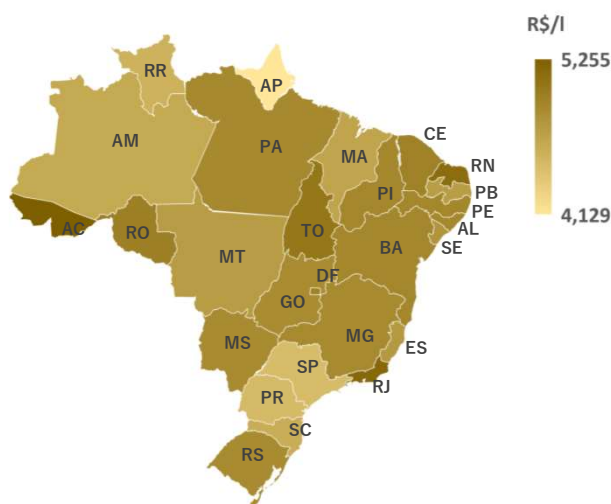 R$/l
5,255
4,129
RR
AP
AM
PA
MA
CE
RN
PB
PE
AL
SE
PI
AC
RO
TO
BA
MT
DF
GO
MG
ES
MS
SP
RJ
PR
SC
RS